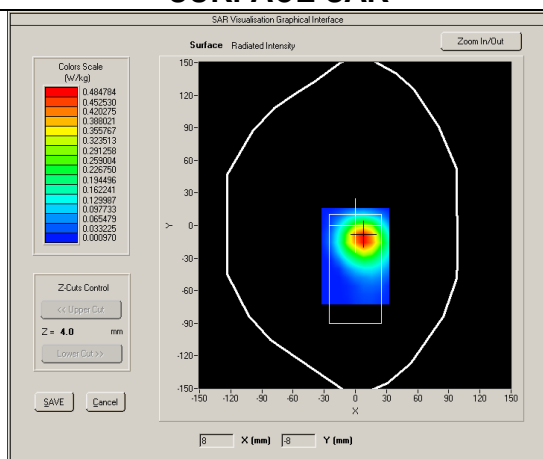 SURFACE SAR
SAR Visualisation Graphical Interface
Surface Radiated Intensity
Zoom In/Out
Colors Scale
(W/kg)
0.484784
0.452530
0.420275
0.388021
0.355767
0.323513
0.291258
0.259004
0.226750
0.194496
0.162241
0.129987
0.097733
0.065479
0.033225
0.000970
Z-Cuts Control
<< Upper Cut
Z = 4.0 mm
Lower Cut >>
SAVE Cancel
150
120
90
60
30
0
-30
-60
-90
-120
-150
Y
-150 -120 -90 -60 -30 0 30 60 90 120 150
X
8 X (mm) -8 Y (mm)